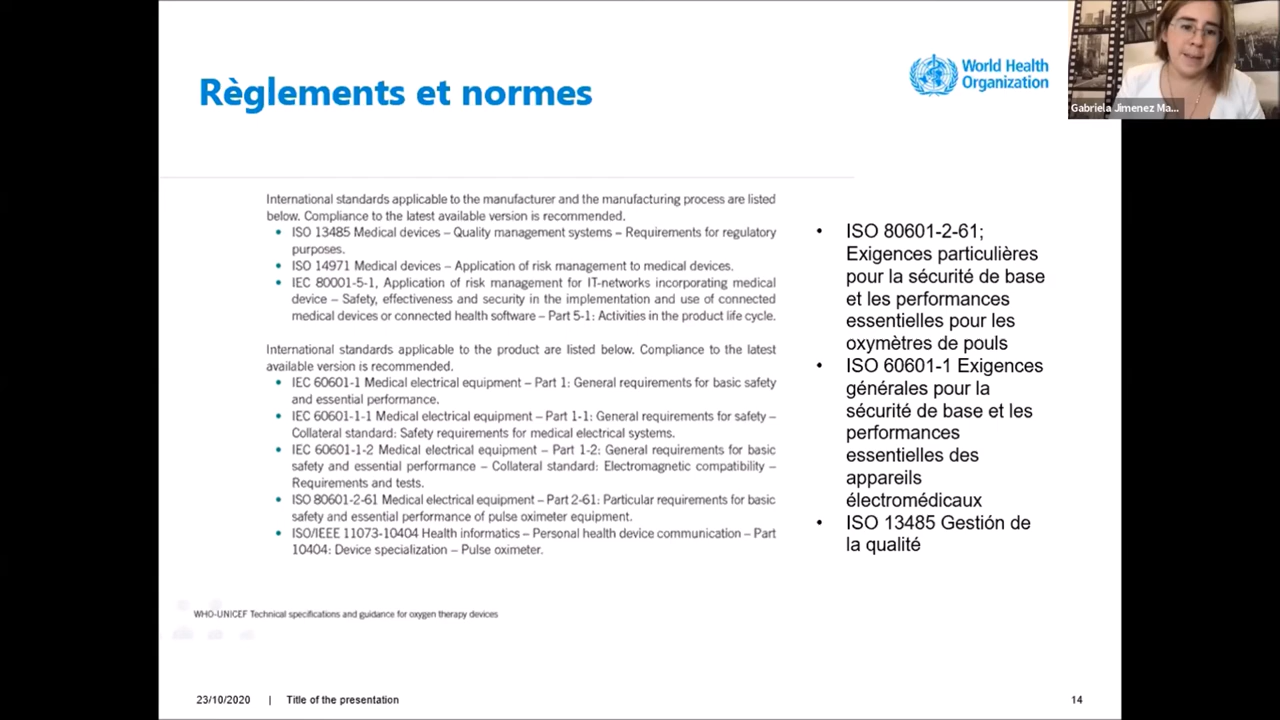 Règlements et normes
World Health
Organization
Gabriela Jimenez Ma...
International standards applicable to the manufacturer and the manufacturing process are listed
below. Compliance to the latest available version is recommended.
• ISO 13485 Medical devices – Quality management systems – Requirements for regulatory
purposes.
• ISO 14971 Medical devices – Application of risk management to medical devices.
• IEC 80001-5-1, Application of risk management for IT-networks incorporating medical
device – Safety, effectiveness and security in the implementation and use of connected
medical devices or connected health software – Part 5-1: Activities in the product life cycle.
International standards applicable to the product are listed below. Compliance to the latest
available version is recommended.
• IEC 60601-1 Medical electrical equipment – Part 1: General requirements for basic safety
and essential performance.
• IEC 60601-1-1 Medical electrical equipment – Part 1-1: General requirements for safety –
Collateral standard: Safety requirements for medical electrical systems.
• IEC 60601-1-2 Medical electrical equipment – Part 1-2: General requirements for basic
safety and essential performance – Collateral standard: Electromagnetic compatibility –
Requirements and tests.
• ISO 80601-2-61 Medical electrical equipment – Part 2-61: Particular requirements for basic
safety and essential performance of pulse oximeter equipment.
• ISO/IEEE 11073-10404 Health informatics – Personal health device communication – Part
10404: Device specialization – Pulse oximeter.
• ISO 80601-2-61;
Exigences particulières
pour la sécurité de base
et les performances
essentielles pour les
oxymètres de pouls
• ISO 60601-1 Exigences
générales pour la
sécurité de base et les
performances
essentielles des
appareils
électromédicaux
• ISO 13485 Gestión de
la qualité
WHO-UNICEF Technical specifications and guidance for oxygen therapy devices
23/10/2020 | Title of the presentation
14